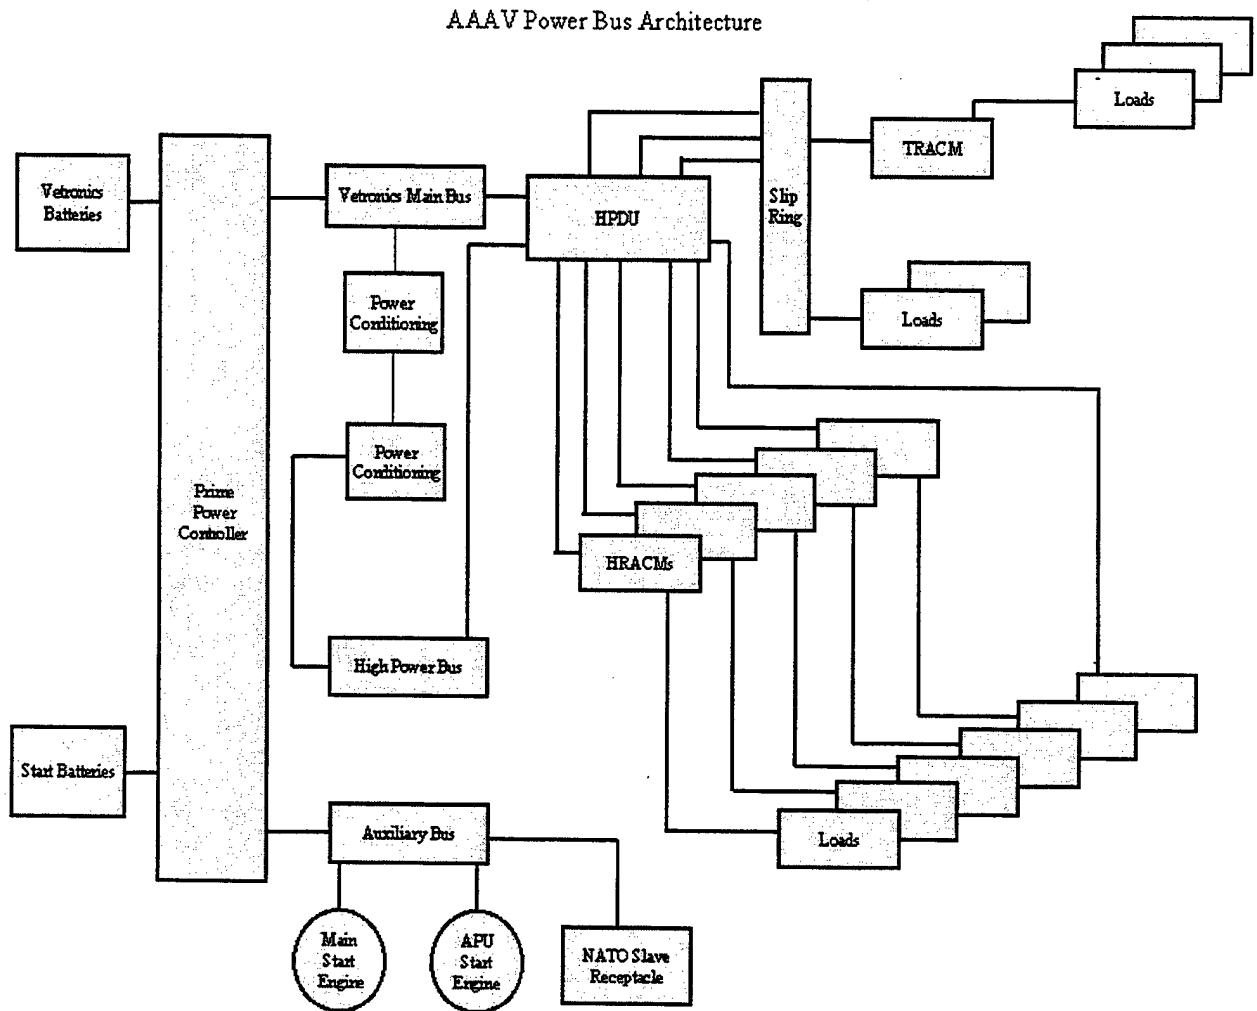 AAAV Power Bus Architecture
Loads
TRACM
Vetronics
Batteries
Vetronics Main Bus
HPDU
Slip
Ring
Power
Conditioning
Loads
Power
Conditioning
Prime
Power
Controller
HRACMs
High Power Bus
Start Batteries
Auxiliary Bus
Loads
Main
Start
Engine
APU
Start
Engine
NATO Slave
Receptacle